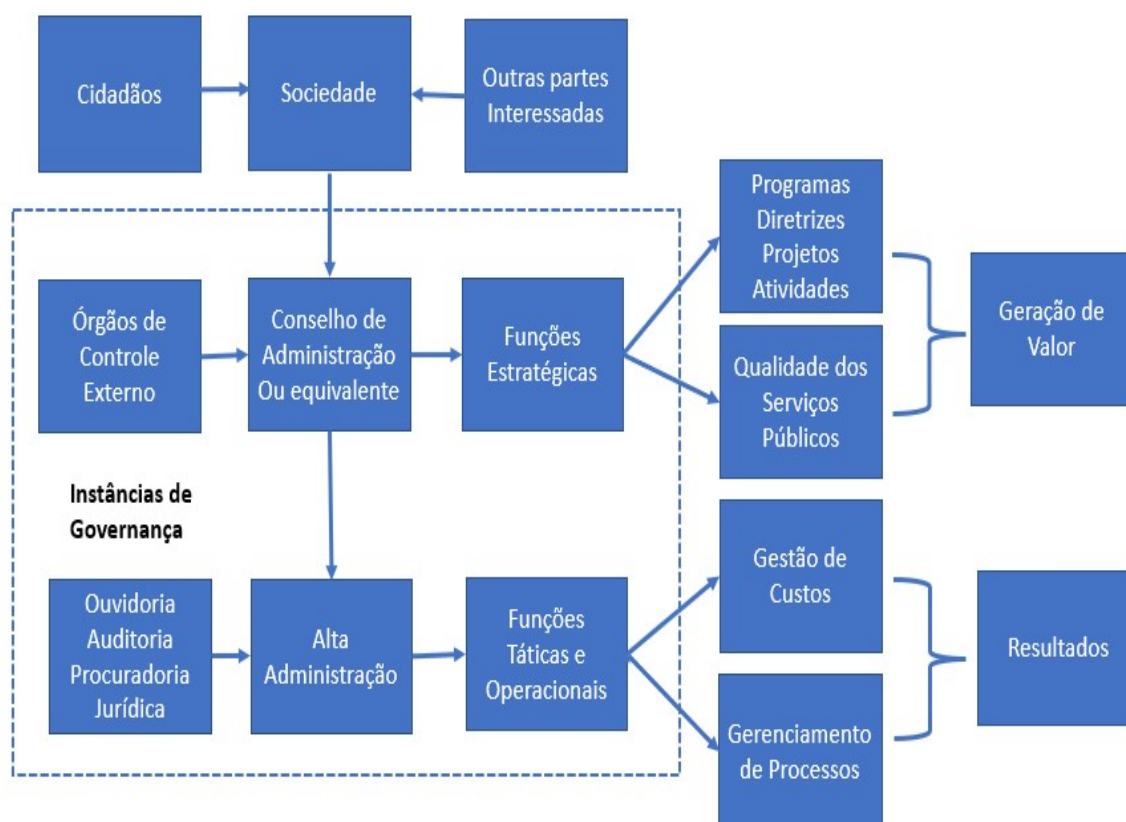 Cidadãos
Sociedade
Outras partes
Interessadas
Programas
Diretrizes
Projetos
Atividades
Órgãos de
Controle
Externo
Conselho de
Administração
Ou equivalente
Funções
Estratégicas
Geração de
Valor
Qualidade dos
Serviços
Públicos
Instâncias de
Governança
Gestão de
Custos
Ouvidoria
Auditoria
Procuradoria
Jurídica
Alta
Administração
Funções
Táticas e
Operacionais
Resultados
Gerenciamento
de Processos